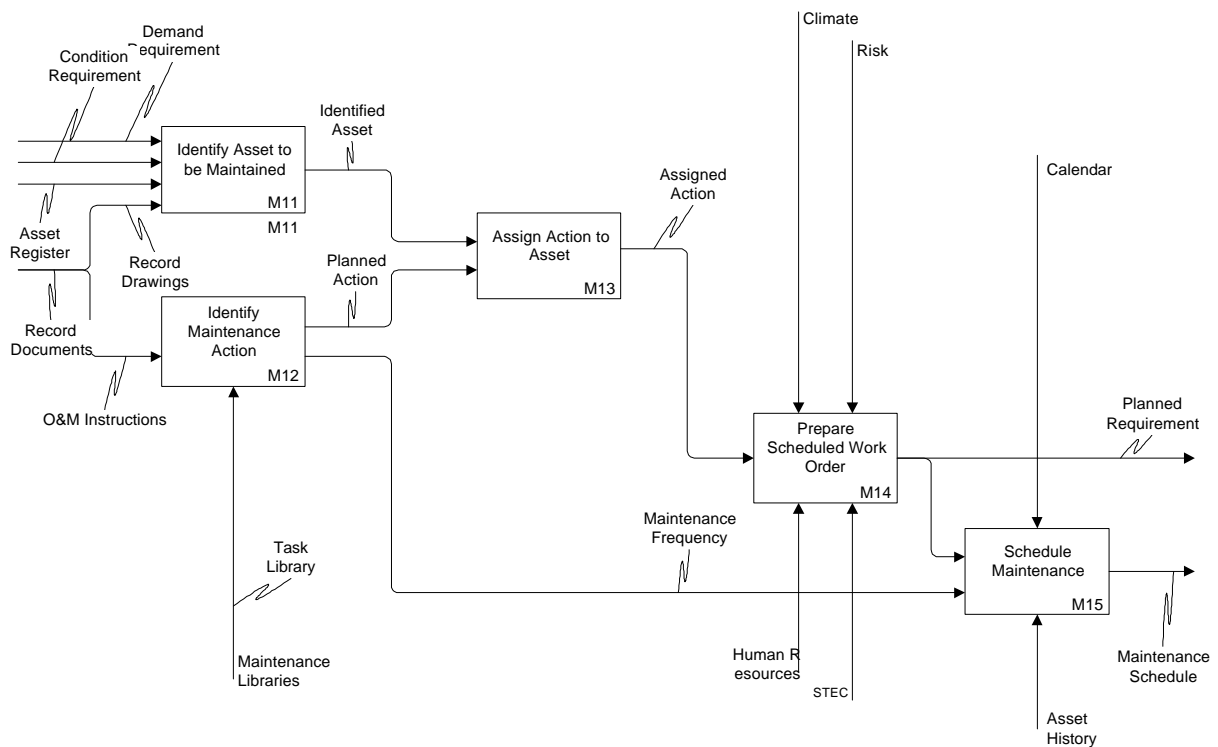 Climate
Risk
Demand
Requirement
Condition
Requirement
Identified
Asset
Identify Asset to
be Maintained
M11
M11
Calendar
Assigned
Action
Asset
Register
Record
Drawings
Planned
Action
Assign Action to
Asset
M13
Record
Documents
Identify
Maintenance
Action
M12
O&M Instructions
Prepare
Scheduled Work
Order
M14
Planned
Requirement
Maintenance
Frequency
Task
Library
Schedule
Maintenance
M15
Maintenance
Libraries
Human R
esources
STEC
Maintenance
Schedule
Asset
History